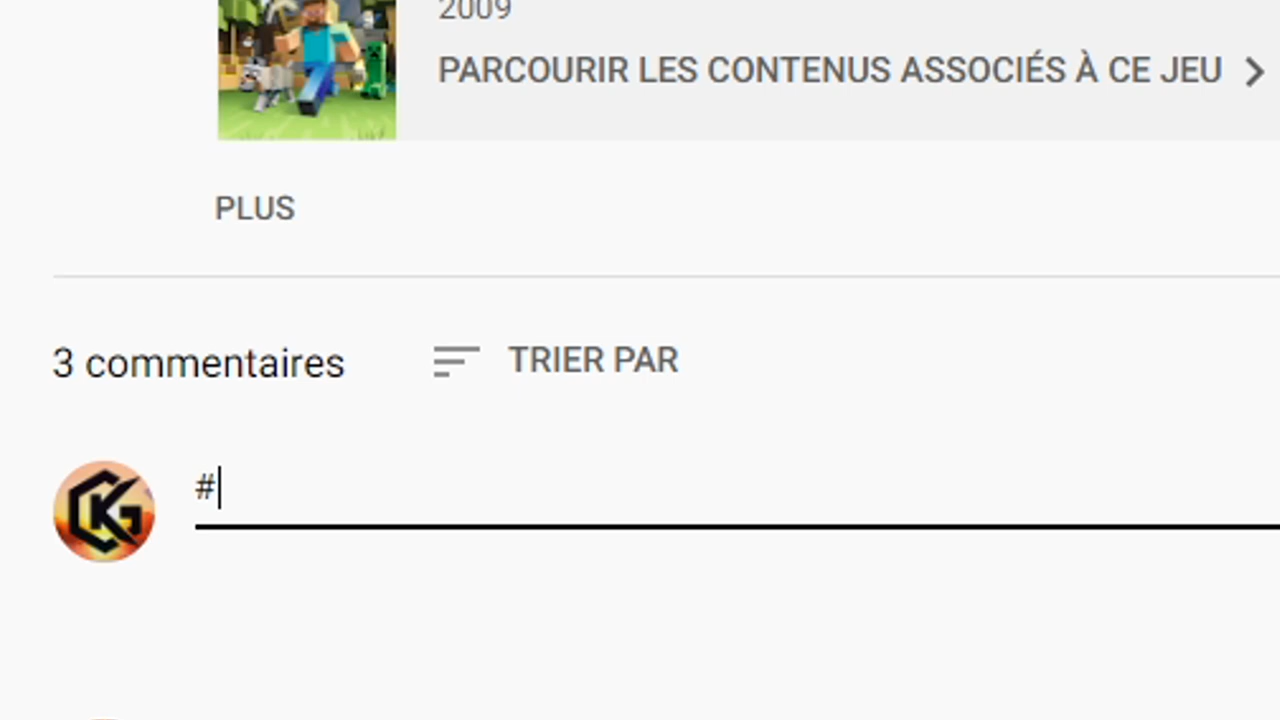 2009
PARCOURIR LES CONTENUS ASSOCIÉS À CE JEU
PLUS
3 commentaires
TRIER PAR
#